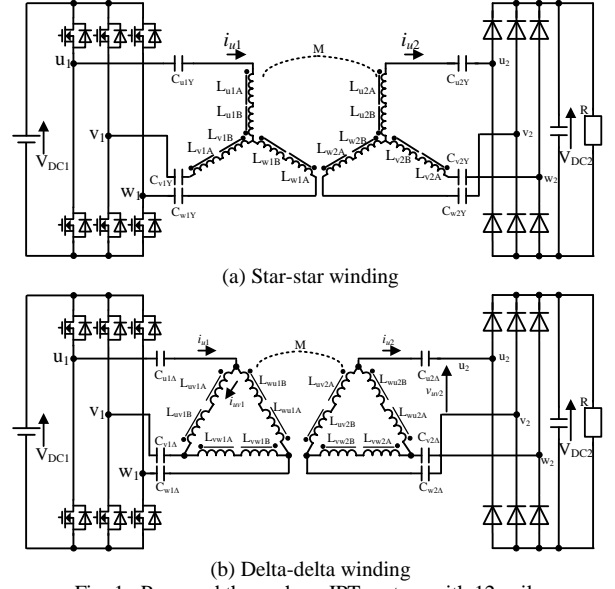 i_u1 M i_u2
u1 C_u1Y C_u2Y u2
L_u1A L_u2A
L_u1B L_u2B
R
V_DC1 v1 L_v1B L_w1B L_w2B L_v2B v2 V_DC2
L_v1A L_w1A L_w2A L_v2A
C_v1Y C_v2Y
w1 w2
C_w1Y C_w2Y
(a) Star-star winding
i_u1 M i_u2
u1 C_u1Δ C_u2Δ u2
L_uv1A L_wu1B L_uv2A L_wu2B
i_uv1 v_uv2
R
L_uv1B L_wu1A L_uv2B L_wu2A
V_DC1 v1 v2 V_DC2
C_v1Δ L_vw1A L_vw1B L_vw2B L_vw2A C_v2Δ
w1 w2
C_w1Δ C_w2Δ
(b) Delta-delta winding